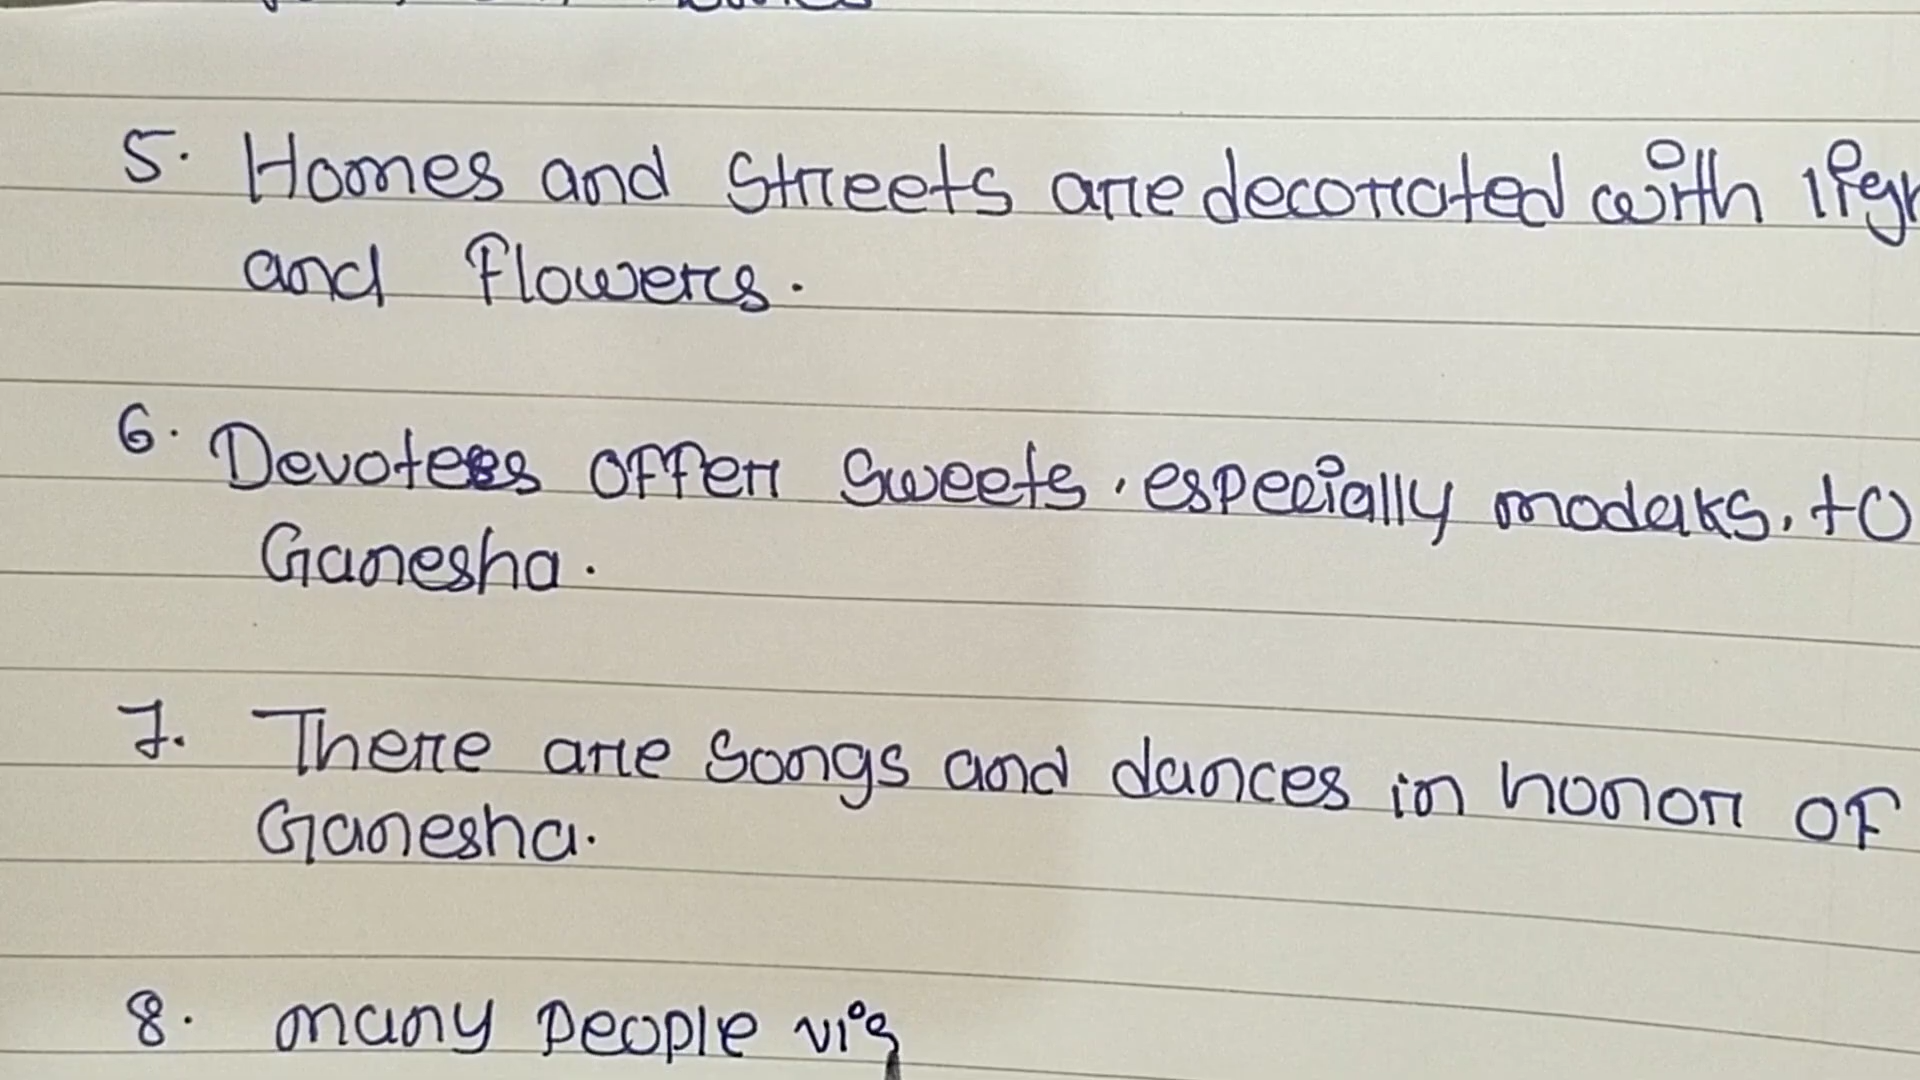 5. Homes and Streets are decorated with
and Flowers.
6. Devotees offer Sweets, especially modaks, to
Ganesha.
7. There are Songs and dances in honor of
Ganesha.
8. many People vis